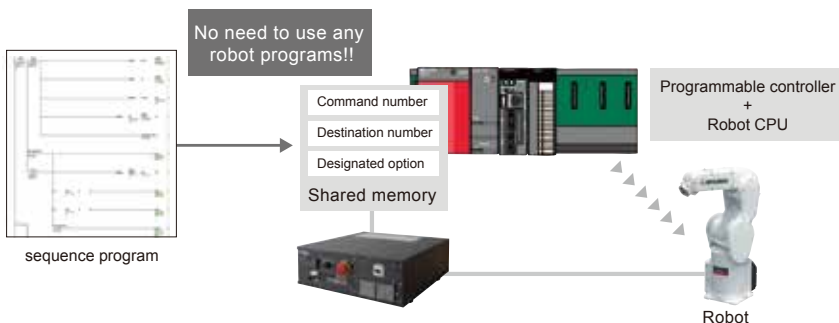 No need to use any
robot programs!!
Command number
Destination number
Designated option
Shared memory
Programmable controller
+
Robot CPU
sequence program
Robot